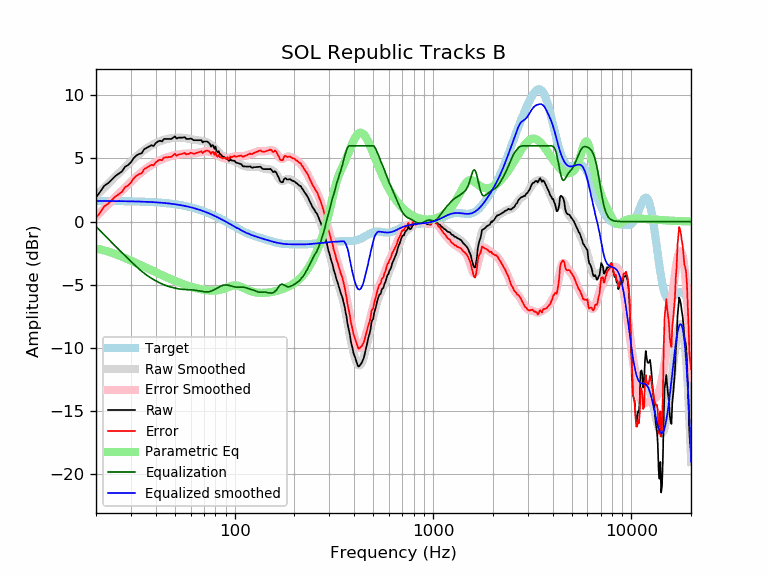 SOL Republic Tracks B
Amplitude (dBr)
10
5
0
−5
−10
−15
−20
Target
Raw Smoothed
Error Smoothed
Raw
Error
Parametric Eq
Equalization
Equalized smoothed
100
1000
10000
Frequency (Hz)